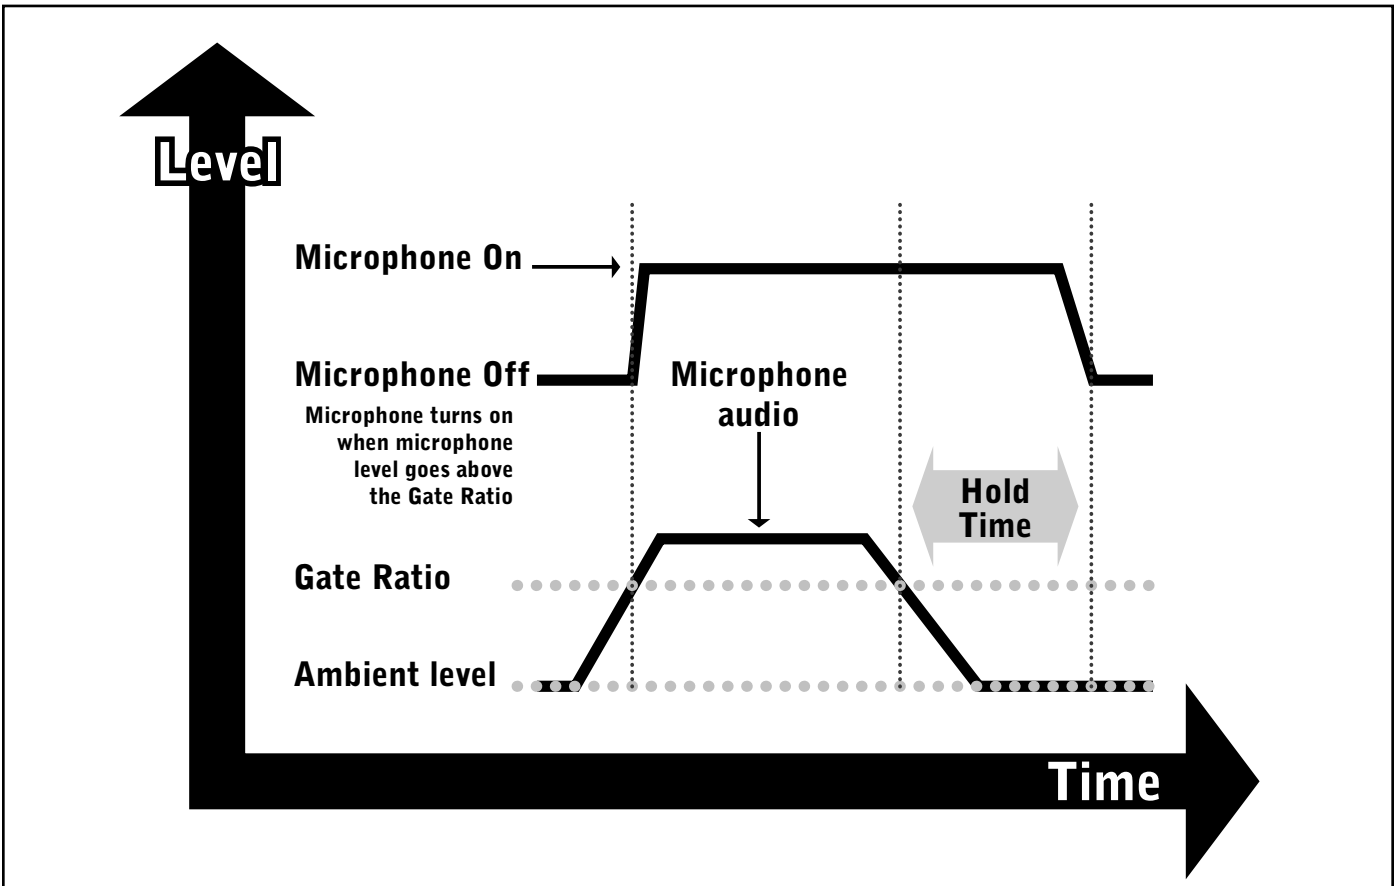 Level
Microphone On
Microphone Off
Microphone turns on
when microphone
level goes above
the Gate Ratio
Microphone
audio
Hold
Time
Gate Ratio
Ambient level
Time